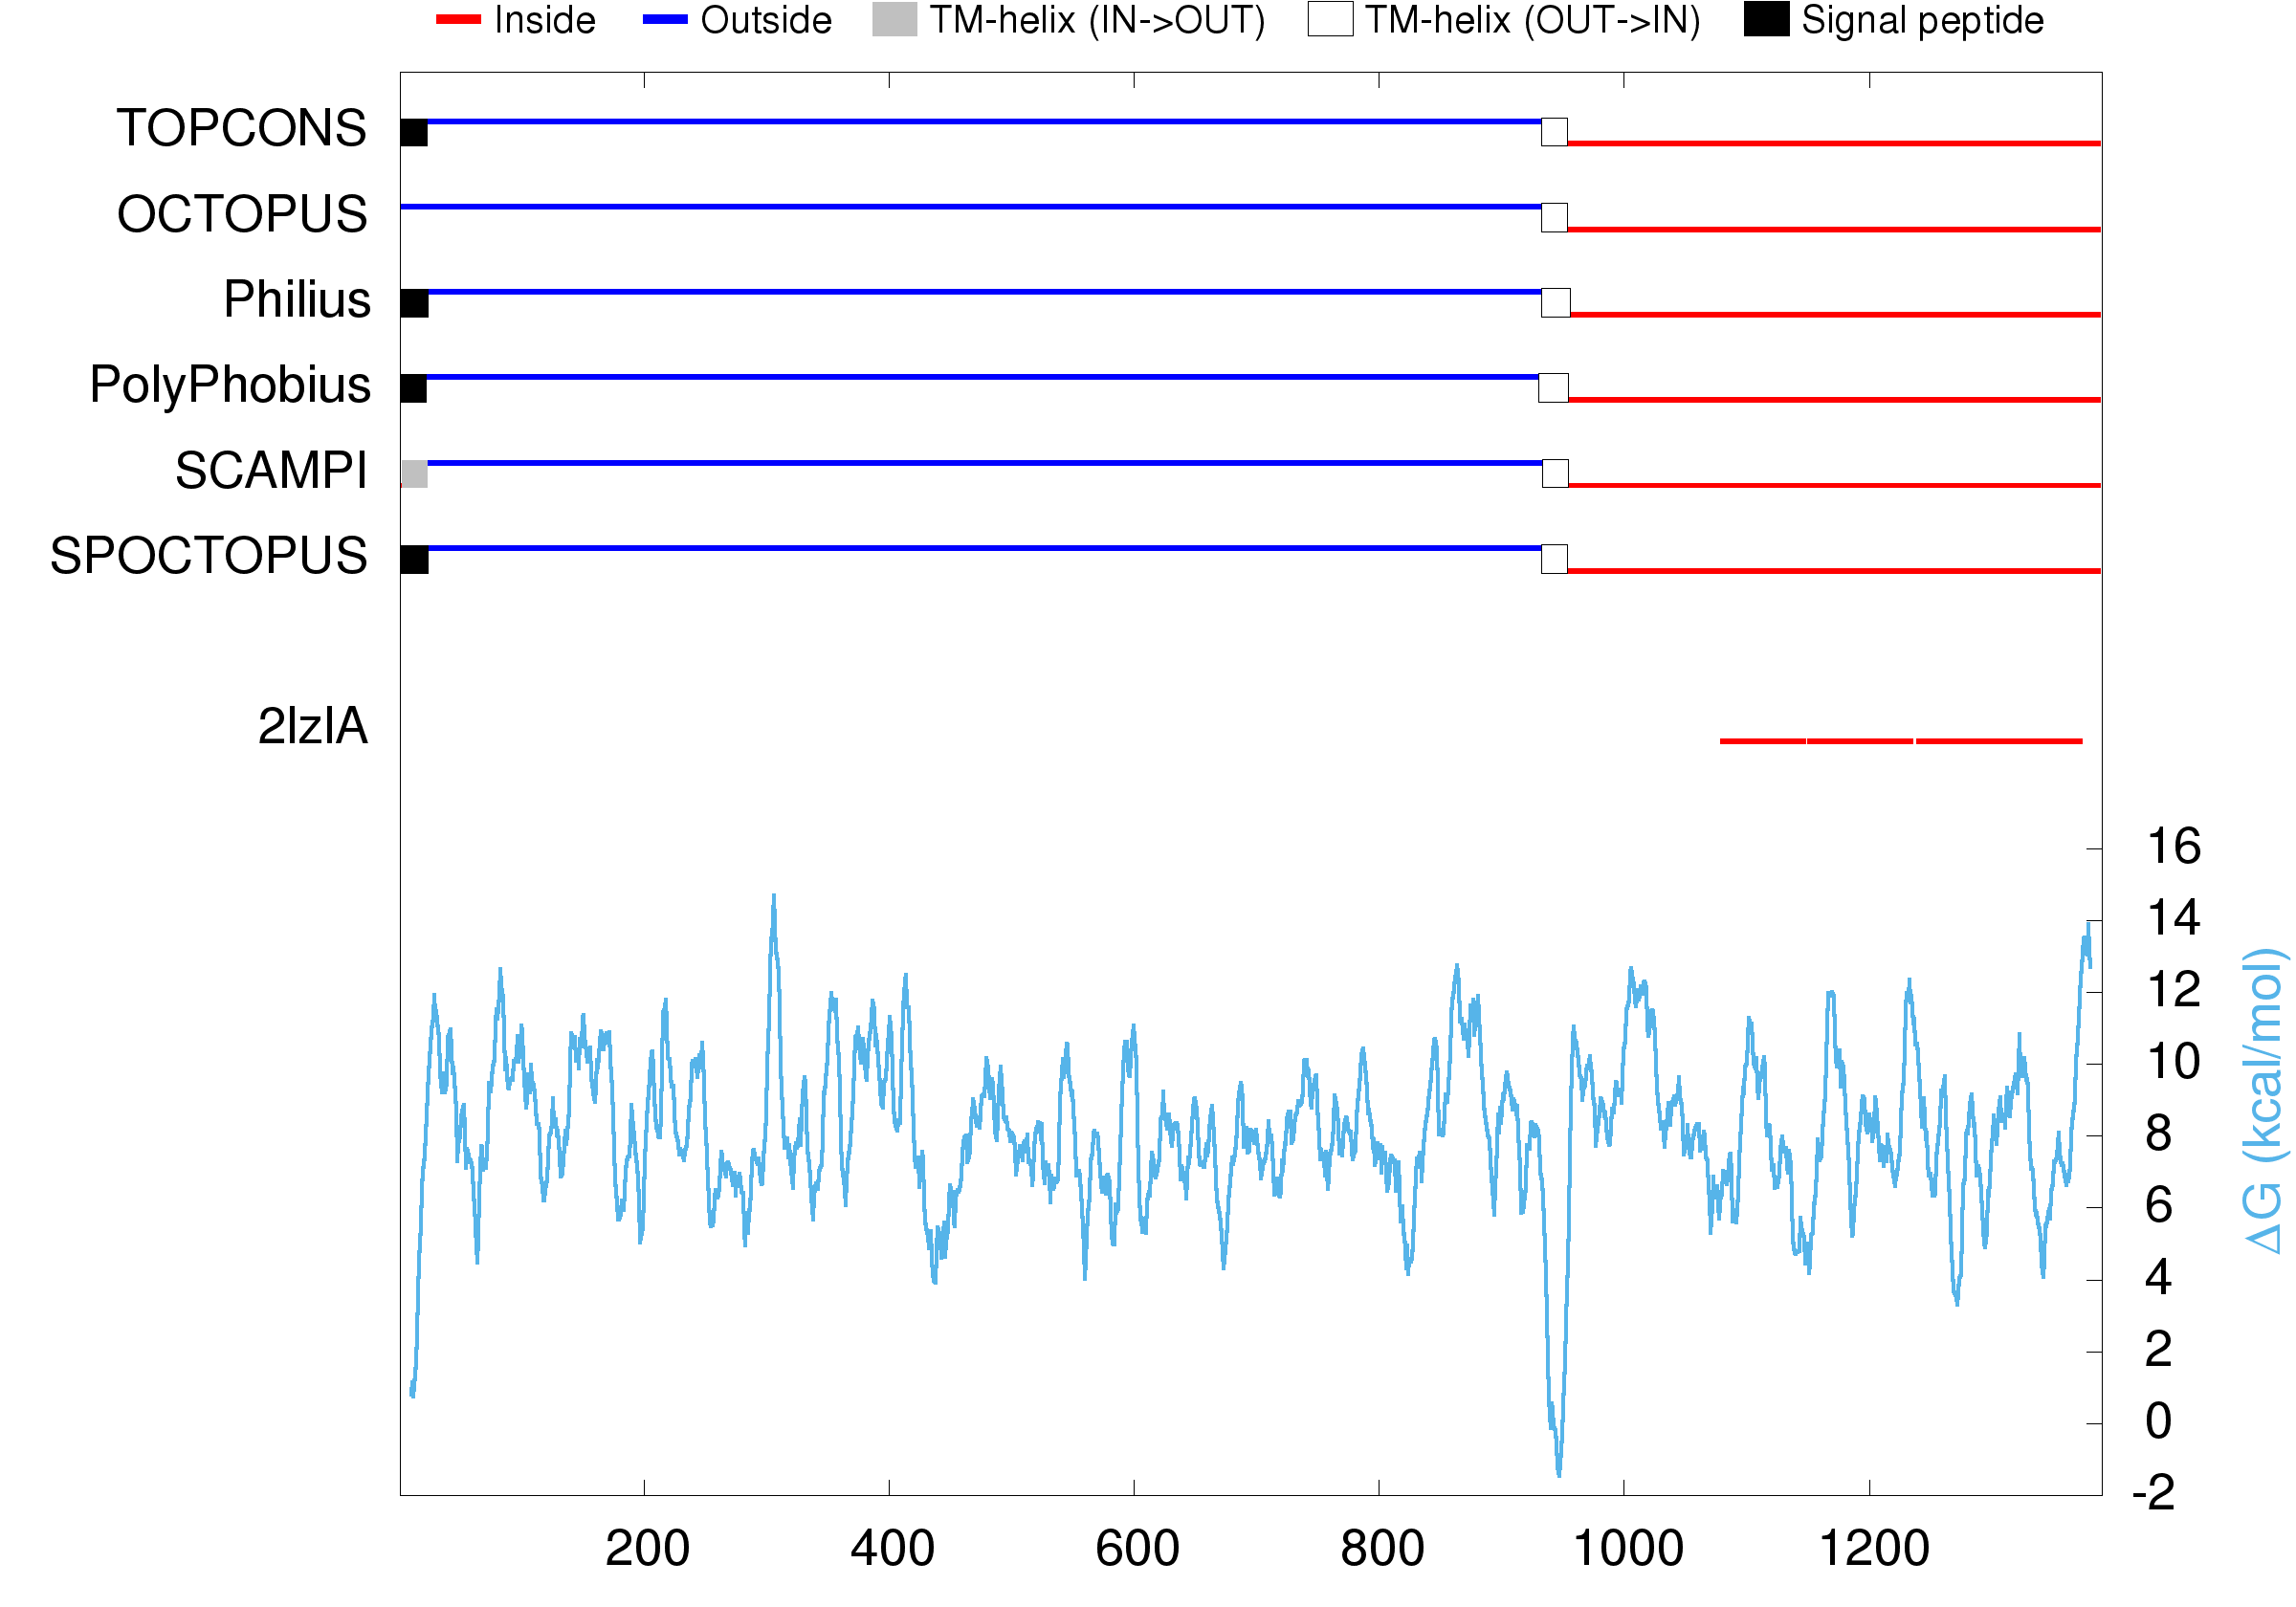 Inside Outside TM-helix (IN->OUT) TM-helix (OUT->IN) Signal peptide
TOPCONS
OCTOPUS
Philius
PolyPhobius
SCAMPI
SPOCTOPUS
2lzlA
16
14
12
10
8
6
4
2
0
-2
ΔG (kcal/mol)
200 400 600 800 1000 1200